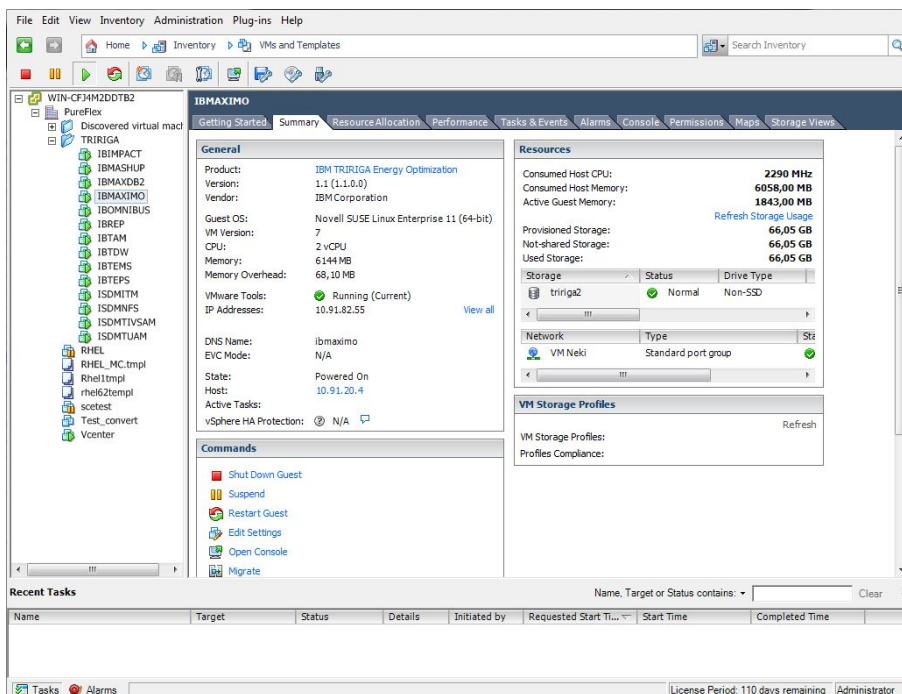 File Edit View Inventory Administration Plug-ins Help
Home Inventory VMs and Templates
Search Inventory
WIN-CFJ4M2DDTB2
PureFlex
Discovered virtual macl
TRIRIGA
IBIMPACT
IBMASHUP
IBMAXDB2
IBMAXIMO
IBOMNIBUS
IBREP
IBTAM
IBTDW
IBTEMS
IBTEPS
ISDMITM
ISDMNFS
ISDMTIVSAM
ISDMTUAM
RHEL
RHEL_MC.tmpl
Rhel1tmpl
rhel62templ
scetest
Test_convert
Vcenter
IBMAXIMO
Getting Started Summary Resource Allocation Performance Tasks & Events Alarms Console Permissions Maps Storage Views
General
Product: IBM TRIRIGA Energy Optimization
Version: 1.1 (1.1.0.0)
Vendor: IBM Corporation
Guest OS: Novell SUSE Linux Enterprise 11 (64-bit)
VM Version: 7
CPU: 2 vCPU
Memory: 6144 MB
Memory Overhead: 68,10 MB
VMware Tools: Running (Current)
IP Addresses: 10.91.82.55 View all
DNS Name: ibmaximo
EVC Mode: N/A
State: Powered On
Host: 10.91.20.4
Active Tasks:
vSphere HA Protection: N/A
Commands
Shut Down Guest
Suspend
Restart Guest
Edit Settings
Open Console
Migrate
Resources
Consumed Host CPU: 2290 MHz
Consumed Host Memory: 6058,00 MB
Active Guest Memory: 1843,00 MB
Refresh Storage Usage
Provisioned Storage: 66,05 GB
Not-shared Storage: 66,05 GB
Used Storage: 66,05 GB
Storage Status Drive Type
tririga2 Normal Non-SSD
Network Type Sta
VM Neki Standard port group
VM Storage Profiles
Refresh
VM Storage Profiles:
Profiles Compliance:
Recent Tasks Name, Target or Status contains: Clear
Name Target Status Details Initiated by Requested Start Ti... Start Time Completed Time
Tasks Alarms License Period: 110 days remaining Administrator